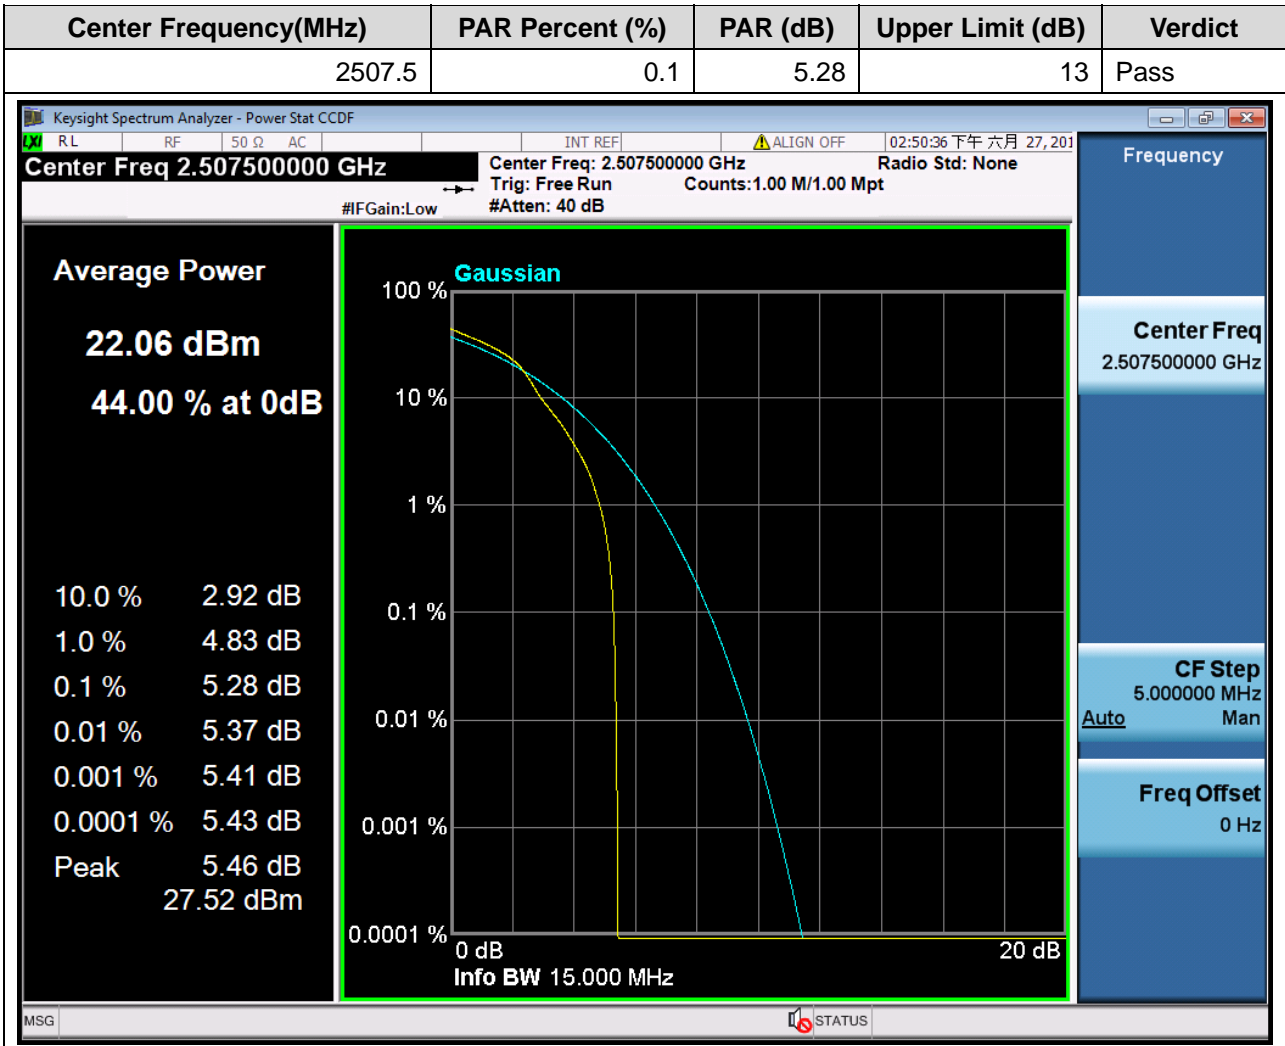 Center Frequency(MHz) PAR Percent (%) PAR (dB) Upper Limit (dB) Verdict
2507.5 0.1 5.28 13 Pass
Keysight Spectrum Analyzer - Power Stat CCDF
LXI RL RF 50 Ω AC INT REF ALIGN OFF 02:50:36 下午 六月 27, 201
Center Freq 2.507500000 GHz
Center Freq: 2.507500000 GHz Radio Std: None
Trig: Free Run Counts:1.00 M/1.00 Mpt
#IFGain:Low #Atten: 40 dB
Frequency
Average Power
22.06 dBm
44.00 % at 0dB
10.0 % 2.92 dB
1.0 % 4.83 dB
0.1 % 5.28 dB
0.01 % 5.37 dB
0.001 % 5.41 dB
0.0001 % 5.43 dB
Peak 5.46 dB
27.52 dBm
Gaussian
100 %
10 %
1 %
0.1 %
0.01 %
0.001 %
0.0001 %
0 dB 20 dB
Info BW 15.000 MHz
Center Freq
2.507500000 GHz
CF Step
5.000000 MHz
Auto Man
Freq Offset
0 Hz
MSG STATUS